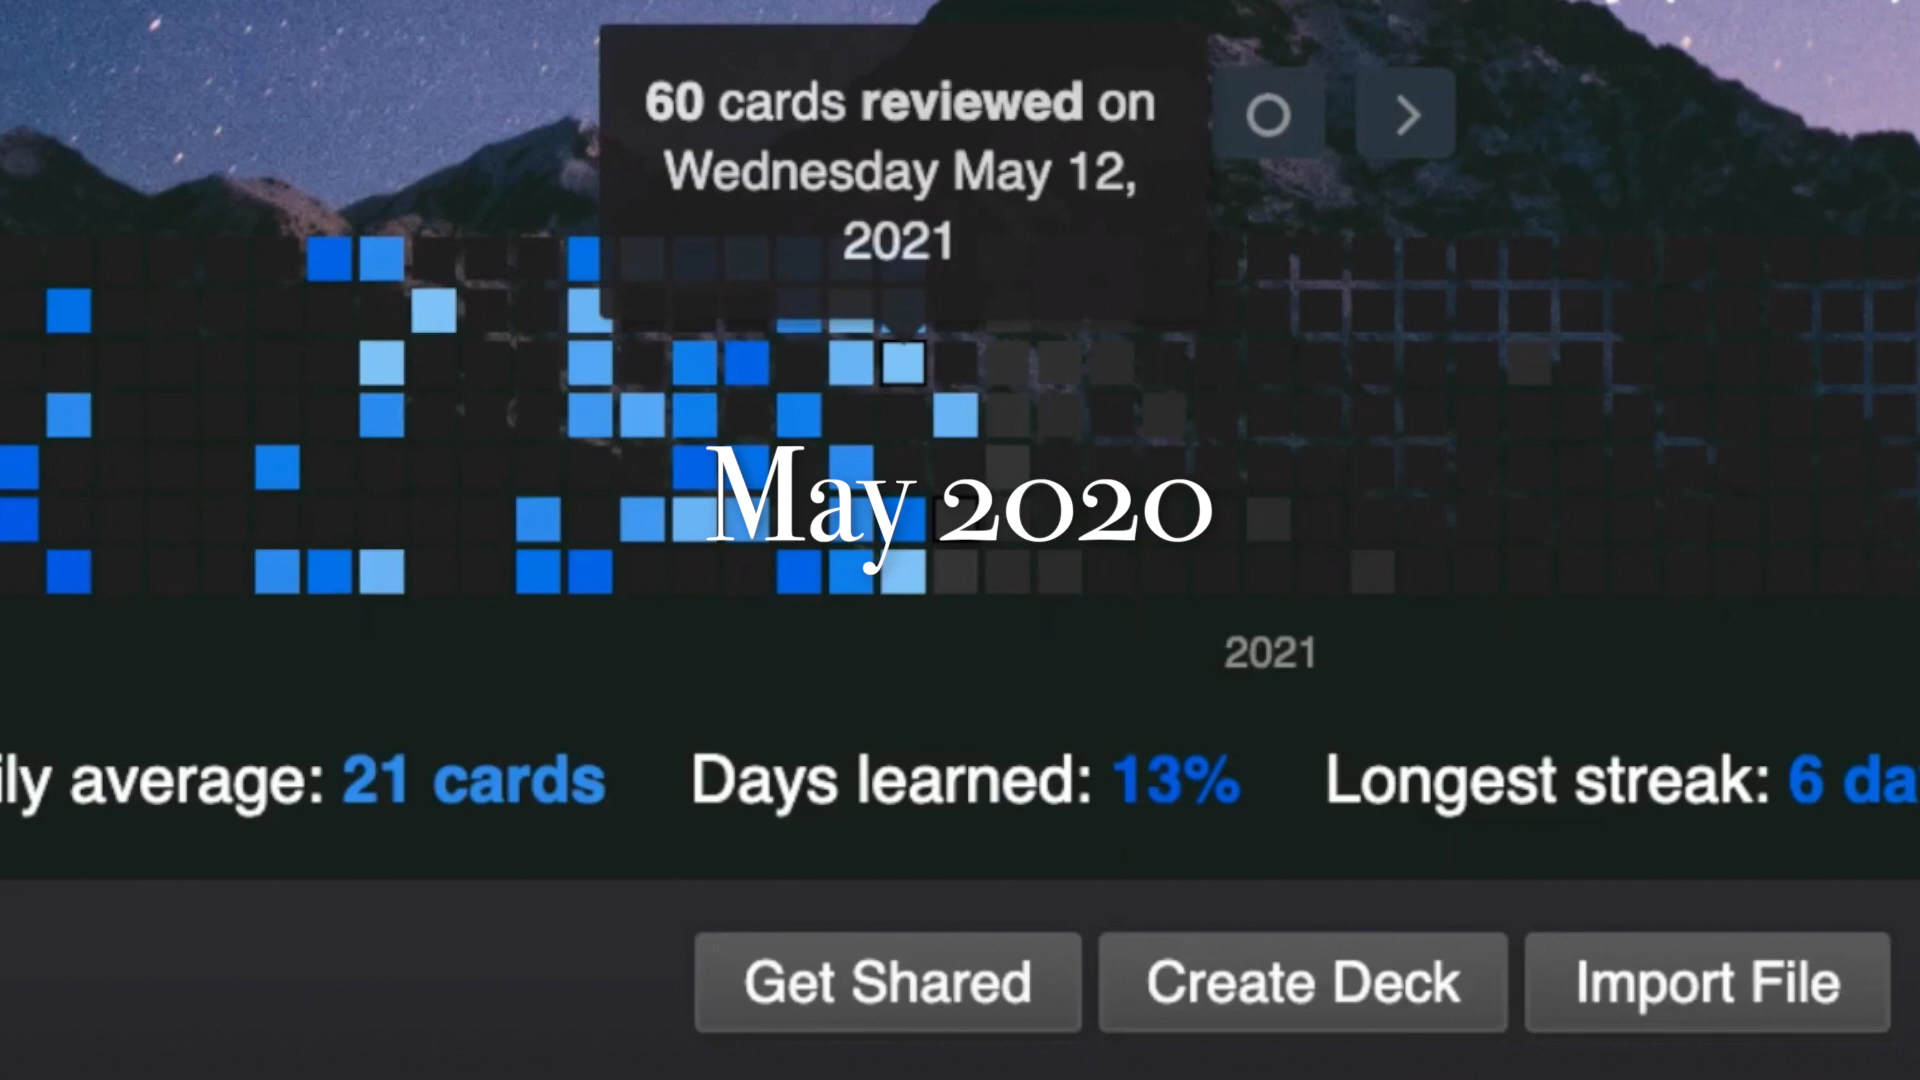 60 cards reviewed on
Wednesday May 12,
2021
May 2020
2021
ily average: 21 cards
Days learned: 13%
Longest streak: 6 da
Get Shared
Create Deck
Import File